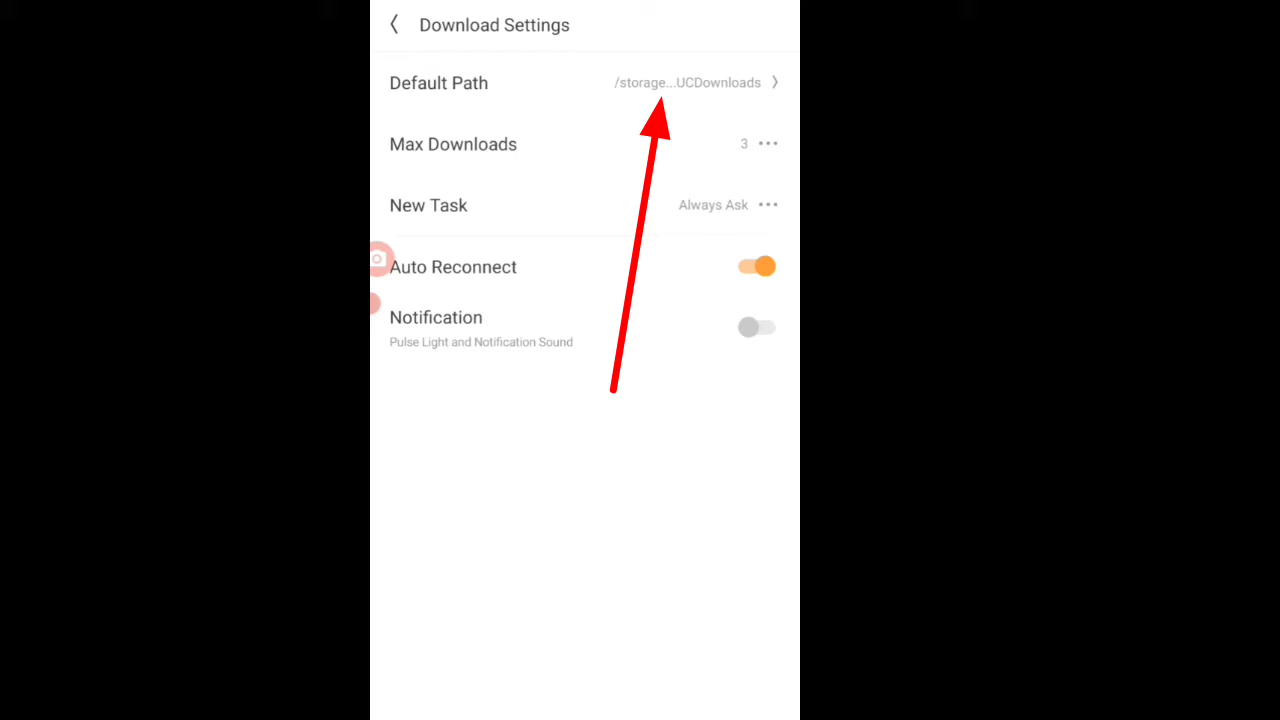 Download Settings
Default Path /storage...UCDownloads
Max Downloads 3
New Task Always Ask
Auto Reconnect
Notification
Pulse Light and Notification Sound